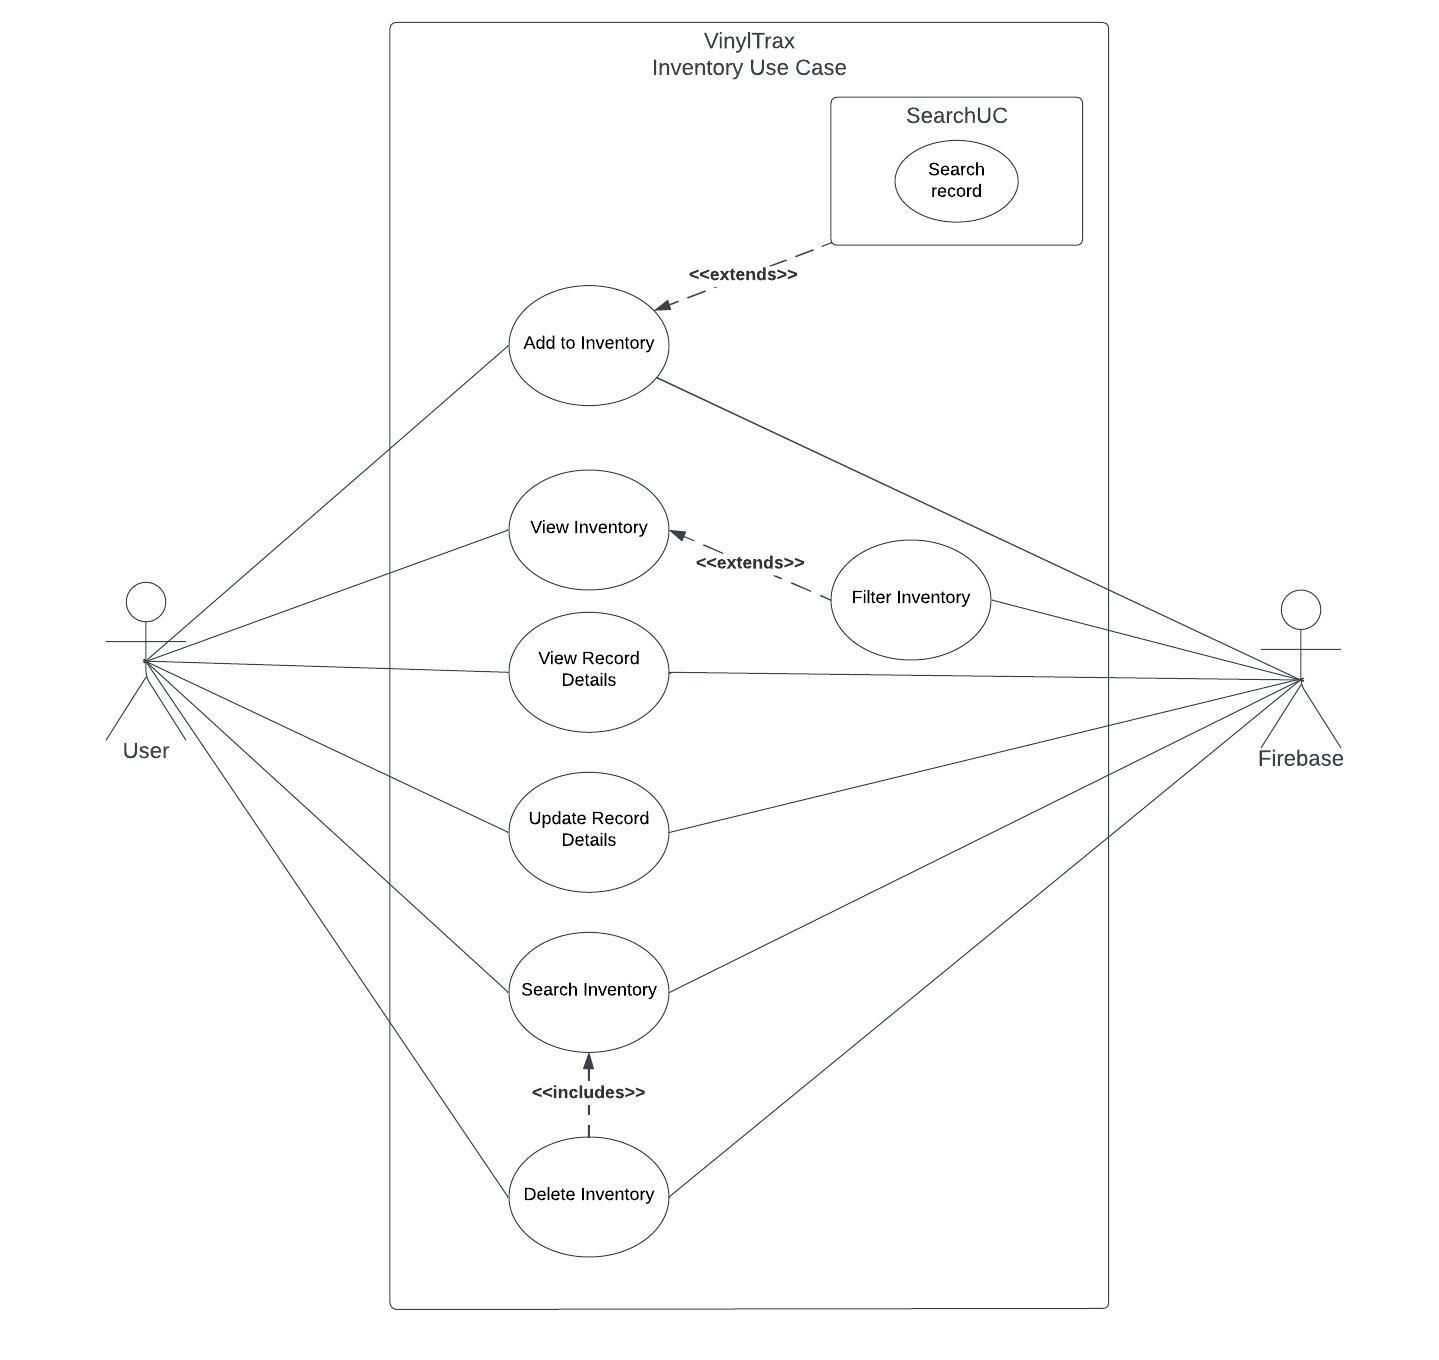 VinylTrax
Inventory Use Case
SearchUC
Search
record
<<extends>>
Add to Inventory
View Inventory
<<extends>>
Filter Inventory
View Record
Details
User
Firebase
Update Record
Details
Search Inventory
<<includes>>
Delete Inventory